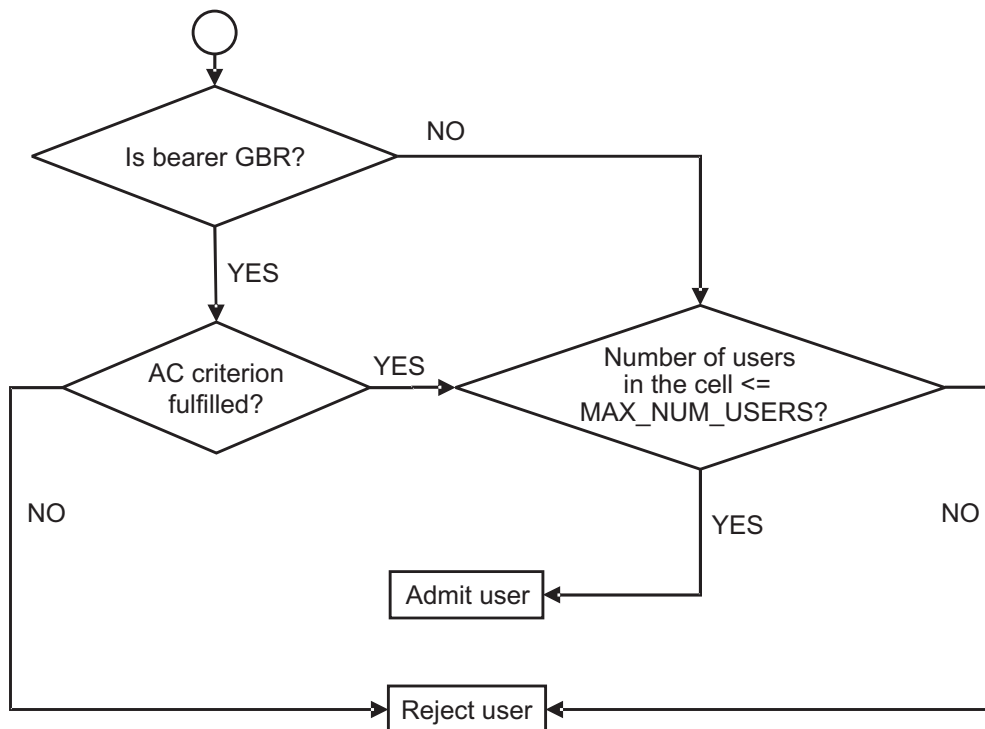 NO
Is bearer GBR?
YES
AC criterion
fulfilled?
YES
Number of users
in the cell <=
MAX_NUM_USERS?
NO
YES
NO
Admit user
Reject user